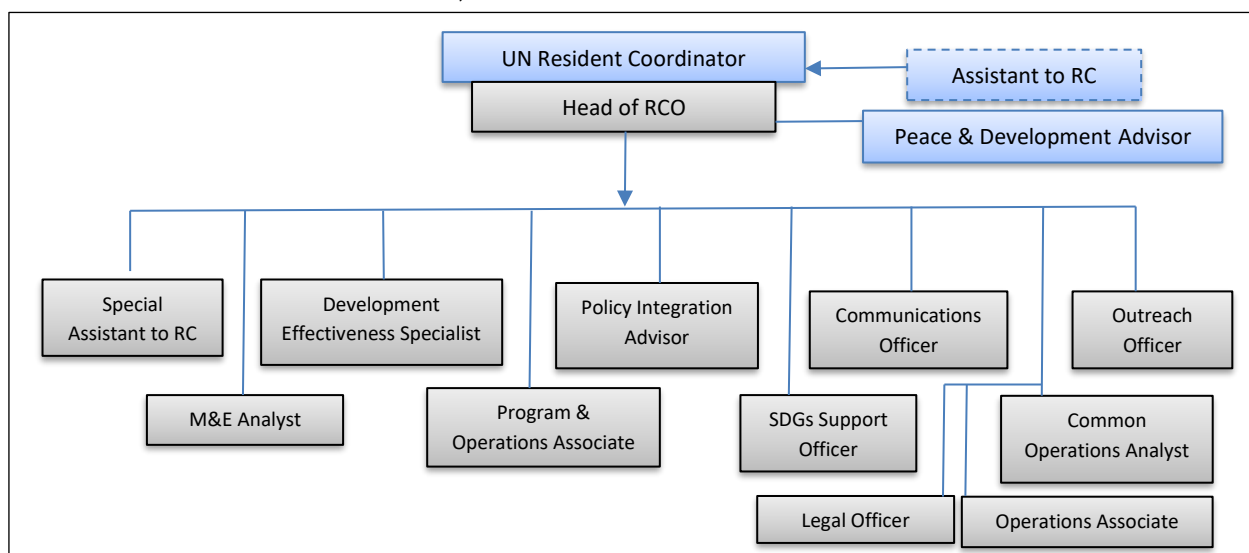 UN Resident Coordinator
Assistant to RC
Head of RCO
Peace & Development Advisor
Special
Assistant to RC
Development
Effectiveness Specialist
Policy Integration
Advisor
Communications
Officer
Outreach
Officer
M&E Analyst
Program &
Operations Associate
SDGs Support
Officer
Common
Operations Analyst
Legal Officer
Operations Associate